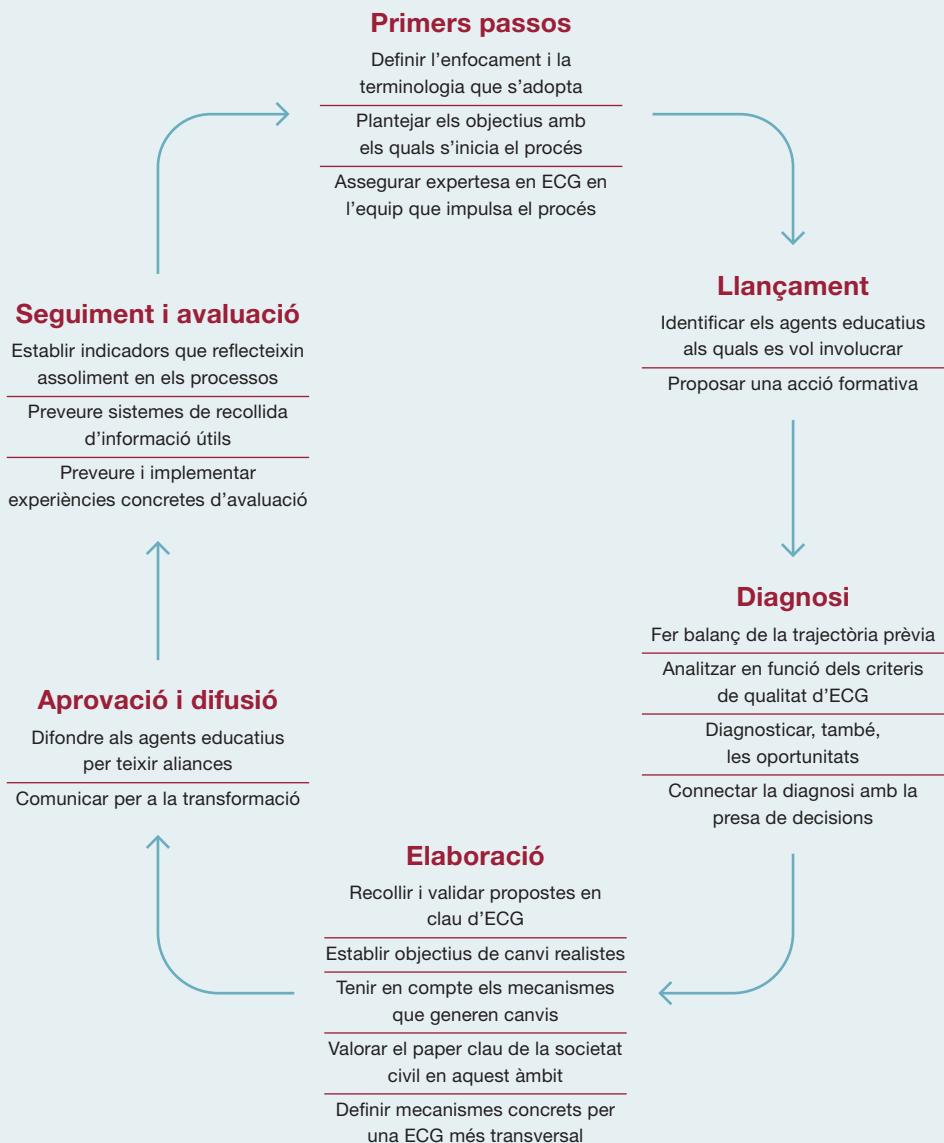 Primers passos
Definir l’enfocament i la
terminologia que s’adopta
Plantejar els objectius amb
els quals s’inicia el procés
Assegurar expertesa en ECG en
l’equip que impulsa el procés
Llançament
Identificar els agents educatius
als quals es vol involucrar
Proposar una acció formativa
Diagnosi
Fer balanç de la trajectòria prèvia
Analitzar en funció dels criteris
de qualitat d’ECG
Diagnosticar, també,
les oportunitats
Connectar la diagnosi amb la
presa de decisions
Elaboració
Recollir i validar propostes en
clau d’ECG
Establir objectius de canvi realistes
Tenir en compte els mecanismes
que generen canvis
Valorar el paper clau de la societat
civil en aquest àmbit
Definir mecanismes concrets per
una ECG més transversal
Aprovació i difusió
Difondre als agents educatius
per teixir aliances
Comunicar per a la transformació
Seguiment i avaluació
Establir indicadors que reflecteixin
assoliment en els processos
Preveure sistemes de recollida
d’informació útils
Preveure i implementar
experiències concretes d’avaluació